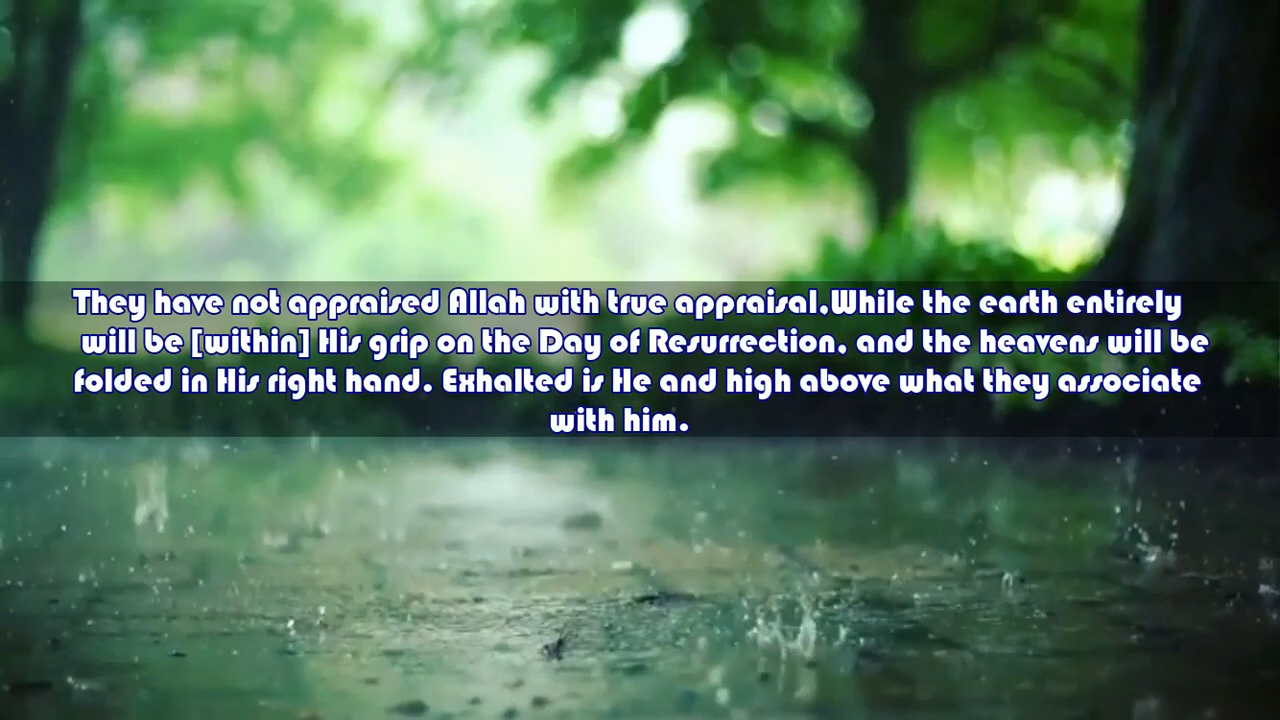 They have not appraised Allah with true appraisal,While the earth entirely
will be [within] His grip on the Day of Resurrection, and the heavens will be
folded in His right hand. Exhalted is He and high above what they associate
with him.